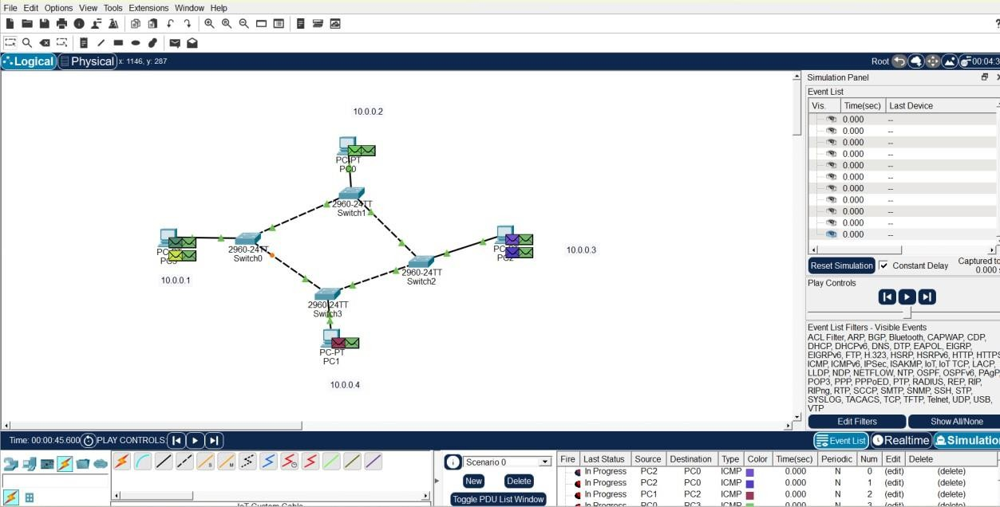 File Edit Options View Tools Extensions Window Help
Logical Physical x: 1146, y: 287
Root 00:04:3
Simulation Panel
Event List
Vis. Time(sec) Last Device
0.000 --
0.000 --
0.000 --
0.000 --
0.000 --
0.000 --
0.000 --
0.000 --
0.000 --
0.000 --
0.000 --
Reset Simulation Constant Delay Captured to
0.000
Play Controls
Event List Filters - Visible Events
ACL Filter, ARP, BGP, Bluetooth, CAPWAP, CDP,
DHCP, DHCPv6, DNS, DTP, EAPOL, EIGRP,
EIGRPv6, FTP, H.323, HSRP, HSRPv6, HTTP, HTTPS
ICMP, ICMPv6, IPSec, ISAKMP, IoT, IoT TCP, LACP,
LLDP, NDP, NETFLOW, NTP, OSPF, OSPFv6, PAgP
POP3, PPP, PPPoED, PTP, RADIUS, REP, RIP,
RIPng, RTP, SCCP, SMTP, SNMP, SSH, STP,
SYSLOG, TACACS, TCP, TFTP, Telnet, UDP, USB,
VTP
Edit Filters Show All/None
Event List Realtime Simulation
10.0.0.2
PC-PT
PC0
2960-24TT
Switch1
2960-24TT
Switch0
10.0.0.1
PC2
10.0.0.3
2960-24TT
Switch2
2960-24TT
Switch3
PC-PT
PC1
10.0.0.4
Time: 00:00:45.600 PLAY CONTROLS:
Scenario 0
New Delete
Toggle PDU List Window
Fire Last Status Source Destination Type Color Time(sec) Periodic Num Edit Delete
In Progress PC2 PC0 ICMP 0.000 N 0 (edit) (delete)
In Progress PC2 PC0 ICMP 0.000 N 1 (edit) (delete)
In Progress PC1 PC2 ICMP 0.000 N 2 (edit) (delete)
In Progress PC0 PC3 ICMP 0.000 N 3 (edit) (delete)
IoT Custom Cable